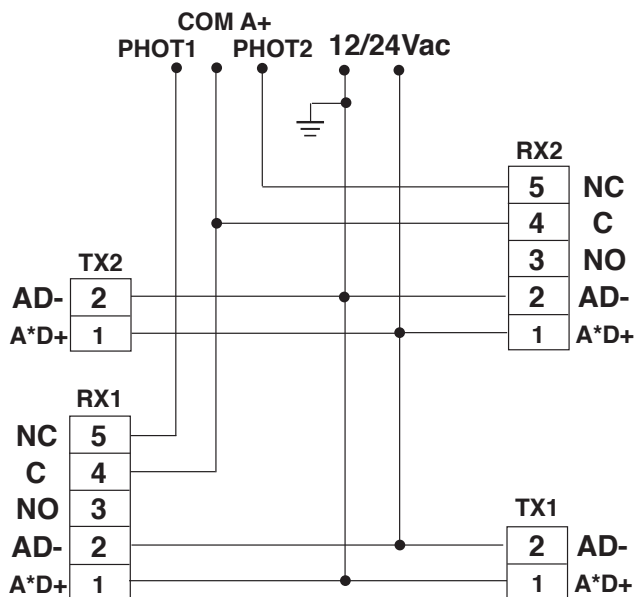 COM A+
PHOT1 PHOT2 12/24Vac
RX2
5 NC
4 C
3 NO
2 AD-
1 A*D+
TX2
AD- 2
A*D+ 1
RX1
NC 5
C 4
NO 3
AD- 2
A*D+ 1
TX1
2 AD-
1 A*D+